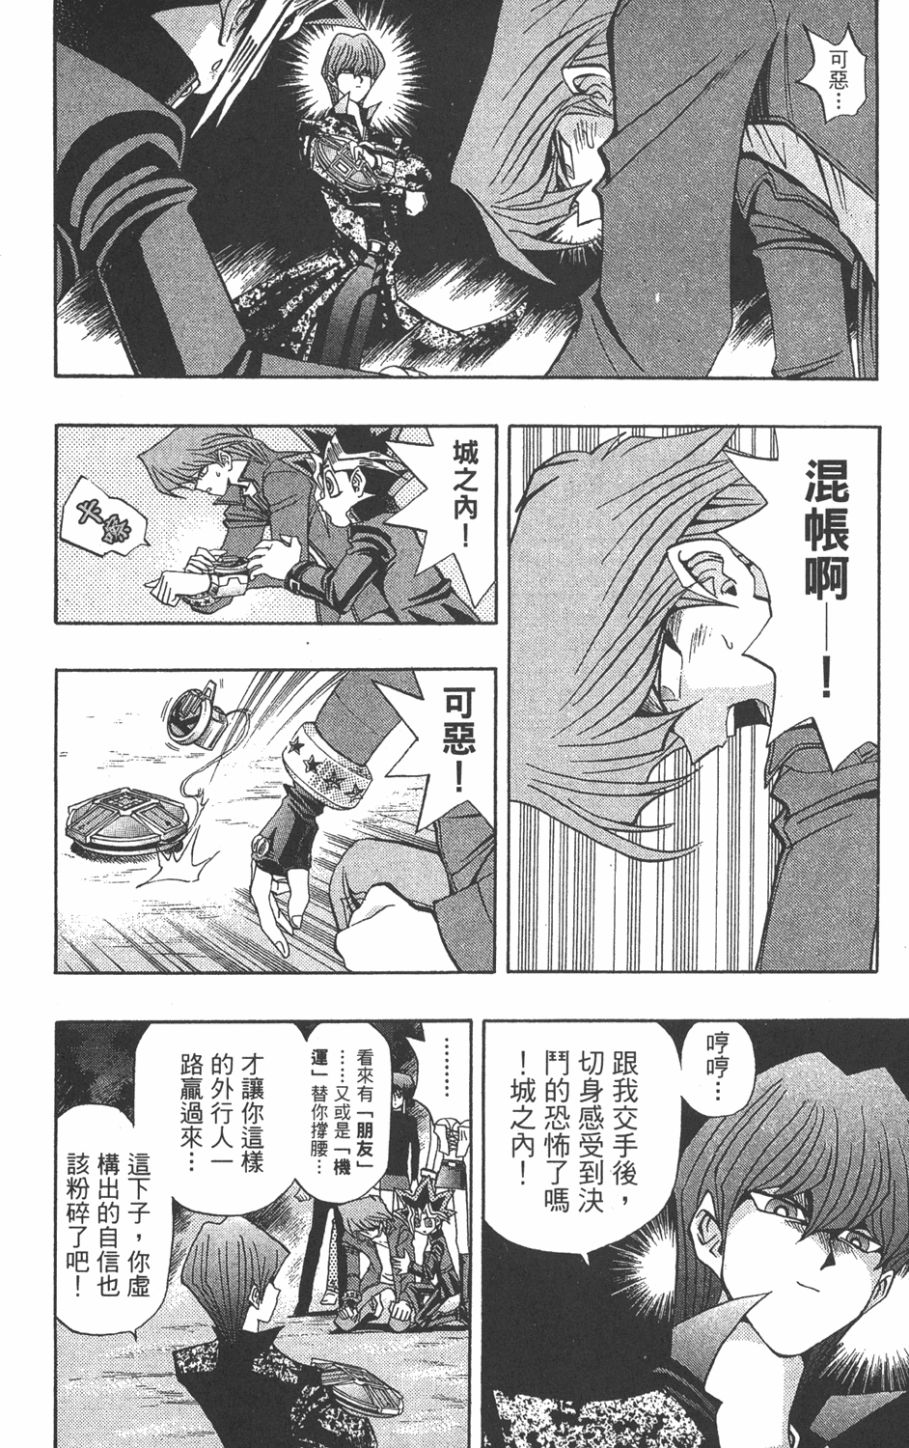 可惡…
混帳啊——！
城之內！
卡嚓
可惡！
哼哼…
跟我交手後，
切身感受到決
鬥的恐怖了嗎
！城之內！
………
看來有「朋友」
……又或是「機
運」替你撐腰…
才讓你這樣
的外行人一
路贏過來…
這下子，你虛
構出的自信也
該粉碎了吧！